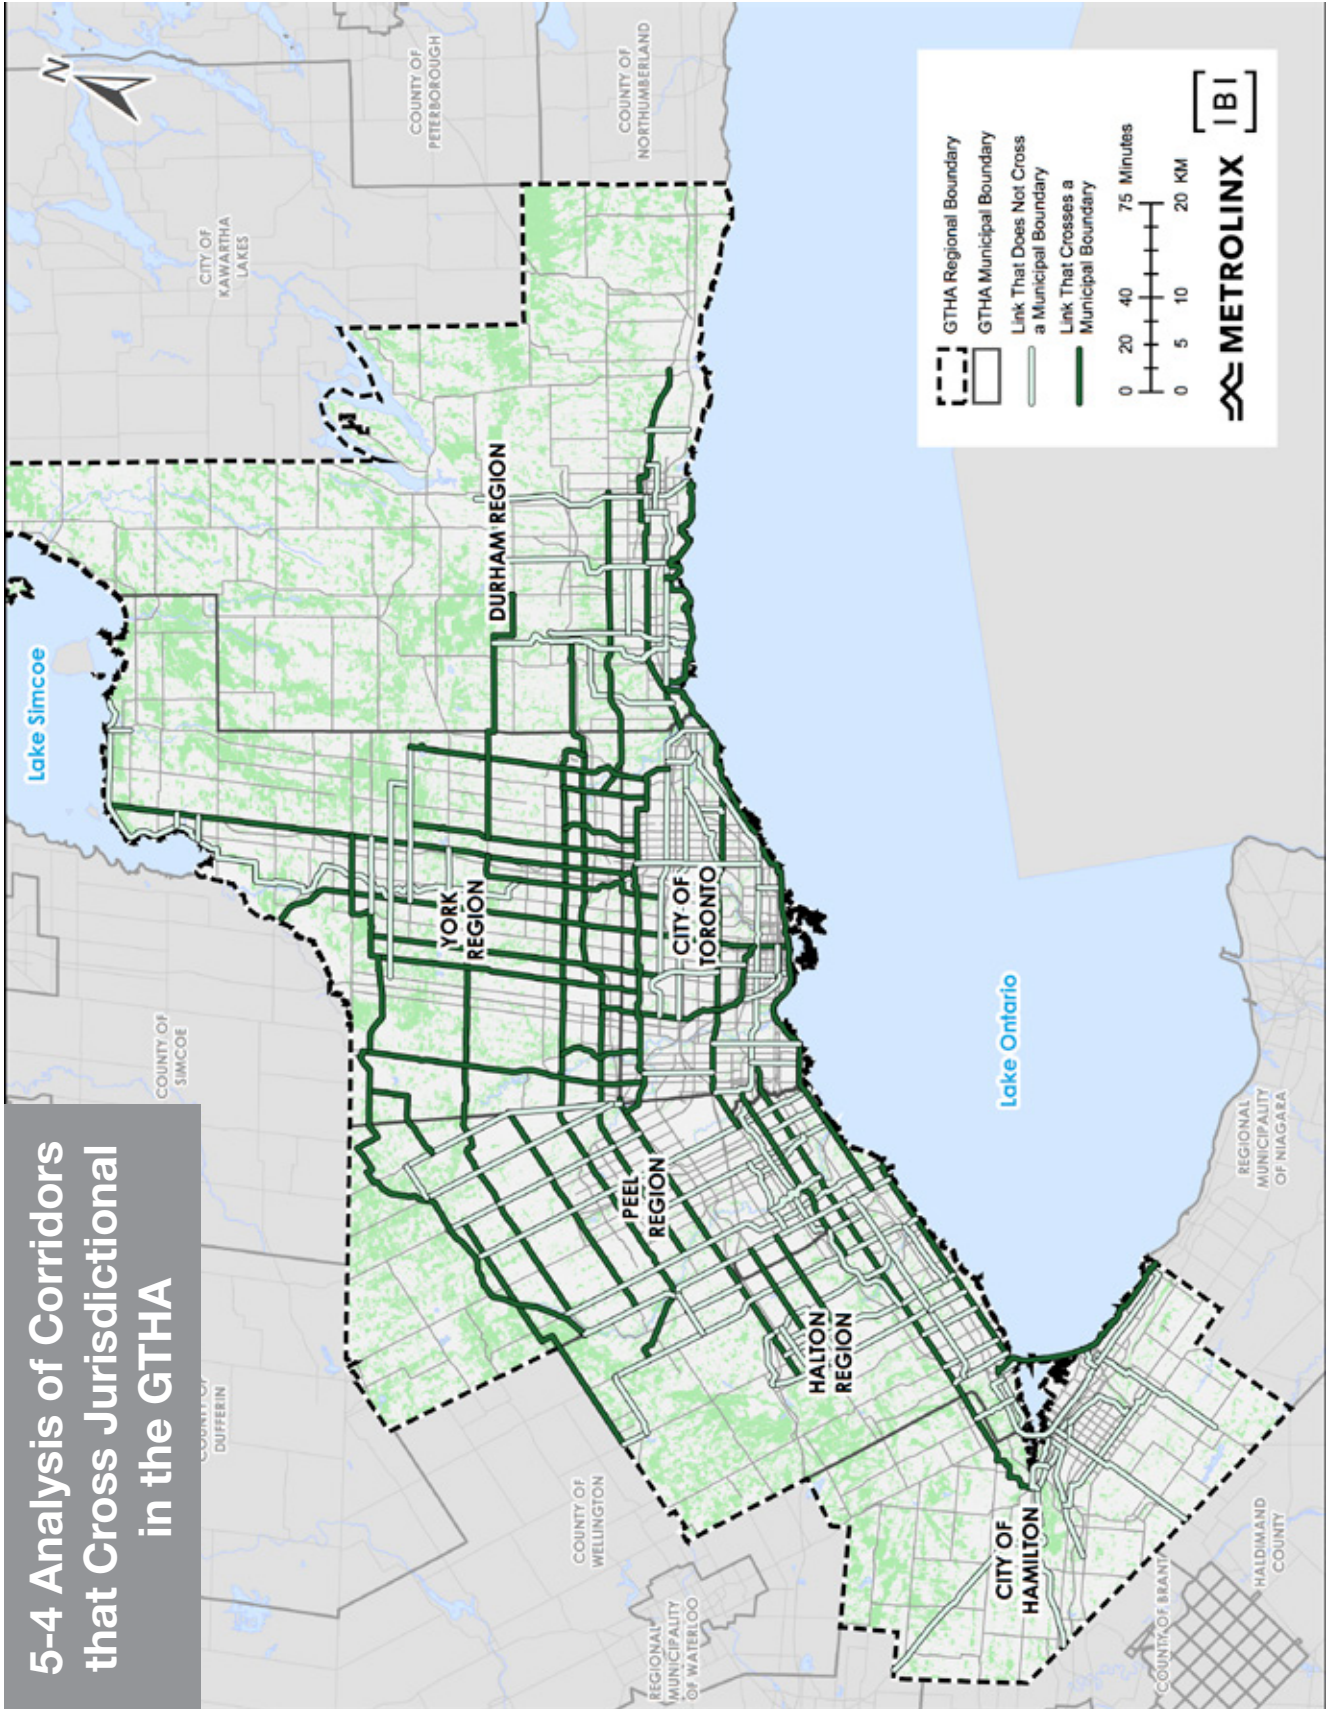 5-4 Analysis of Corridors
that Cross Jurisdictional
in the GTHA
N
COUNTY OF
PETERBOROUGH
COUNTY OF
NORTHUMBERLAND
CITY OF
KAWARTHA
LAKES
Lake Simcoe
DURHAM REGION
YORK
REGION
CITY OF
TORONTO
COUNTY OF
SIMCOE
PEEL
REGION
HALTON
REGION
COUNTY OF
DUFFERIN
COUNTY OF
WELLINGTON
REGIONAL
MUNICIPALITY
OF WATERLOO
CITY OF
HAMILTON
COUNTY OF BRANT
HALDIMAND
COUNTY
REGIONAL
MUNICIPALITY
OF NIAGARA
Lake Ontario
GTHA Regional Boundary
GTHA Municipal Boundary
Link That Does Not Cross
a Municipal Boundary
Link That Crosses a
Municipal Boundary
0 20 40 75 Minutes
0 5 10 20 KM
METROLINX
IBI